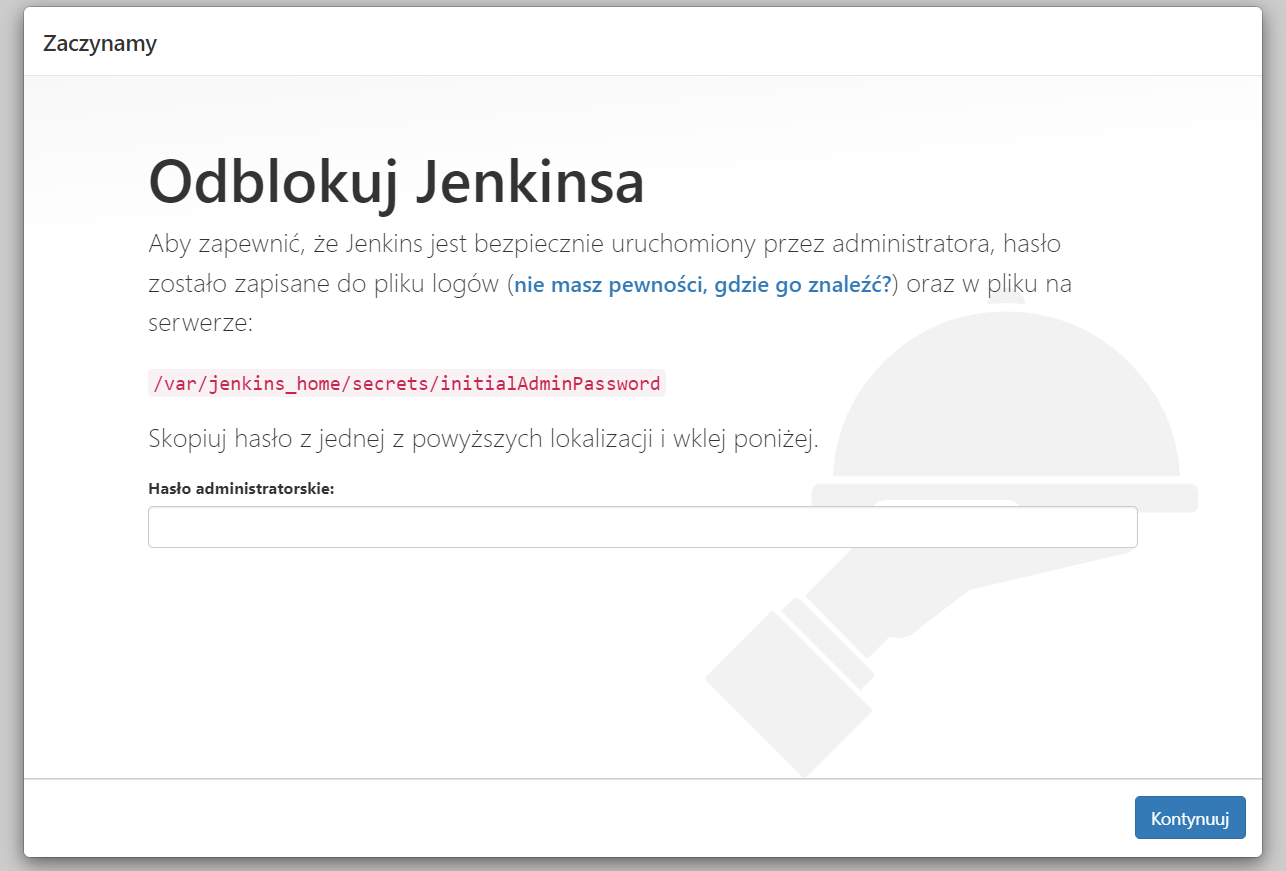 Zaczynamy
Odblokuj Jenkinsa
Aby zapewnić, że Jenkins jest bezpiecznie uruchomiony przez administratora, hasło
zostało zapisane do pliku logów (nie masz pewności, gdzie go znaleźć?) oraz w pliku na
serwerze:
/var/jenkins_home/secrets/initialAdminPassword
Skopiuj hasło z jednej z powyższych lokalizacji i wklej poniżej.
Hasło administratorskie:
Kontynuuj